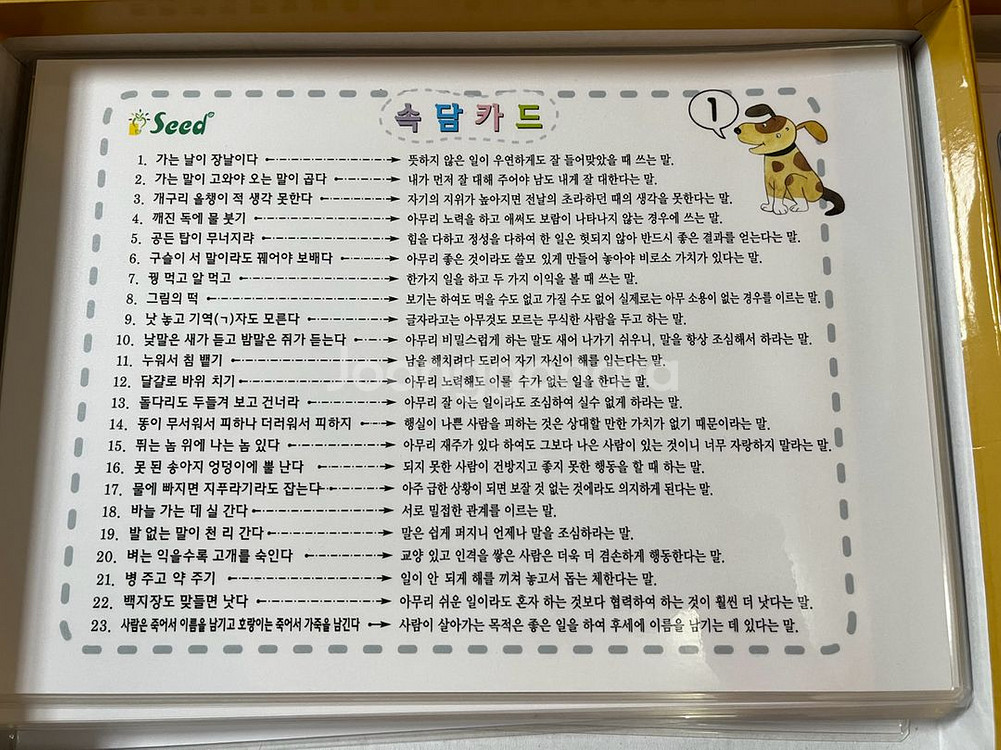 Seed
속담카드
1
1. 가는 날이 장날이다 뜻하지 않은 일이 우연하게도 잘 들어맞았을 때 쓰는 말.
2. 가는 말이 고와야 오는 말이 곱다 내가 먼저 잘 대해 주어야 남도 내게 잘 대한다는 말.
3. 개구리 올챙이 적 생각 못한다 자기의 지위가 높아지면 전날의 초라하던 때의 생각을 못한다는 말.
4. 깨진 독에 물 붓기 아무리 노력을 하고 애써도 보람이 나타나지 않는 경우에 쓰는 말.
5. 공든 탑이 무너지랴 힘을 다하고 정성을 다하여 한 일은 헛되지 않아 반드시 좋은 결과를 얻는다는 말.
6. 구슬이 서 말이라도 꿰어야 보배다 아무리 좋은 것이라도 쓸모 있게 만들어 놓아야 비로소 가치가 있다는 말.
7. 꿩 먹고 알 먹고 한가지 일을 하고 두 가지 이익을 볼 때 쓰는 말.
8. 그림의 떡 보기는 하여도 먹을 수도 없고 가질 수도 없어 실제로는 아무 소용이 없는 경우를 이르는 말.
9. 낫 놓고 기역(ㄱ)자도 모른다 글자라고는 아무것도 모르는 무식한 사람을 두고 하는 말.
10. 낮말은 새가 듣고 밤말은 쥐가 듣는다 아무리 비밀스럽게 하는 말도 새어 나가기 쉬우니, 말을 항상 조심해서 하라는 말.
11. 누워서 침 뱉기 남을 해치려다 도리어 자기 자신이 해를 입는다는 말.
12. 달걀로 바위 치기 아무리 노력해도 이룰 수가 없는 일을 한다는 말.
13. 돌다리도 두들겨 보고 건너라 아무리 잘 아는 일이라도 조심하여 실수 없게 하라는 말.
14. 똥이 무서워서 피하나 더러워서 피하지 행실이 나쁜 사람을 피하는 것은 상대할 만한 가치가 없기 때문이라는 말.
15. 뛰는 놈 위에 나는 놈 있다 아무리 재주가 있다 하여도 그보다 나은 사람이 있는 것이니 너무 자랑하지 말라는 말.
16. 못 된 송아지 엉덩이에 뿔 난다 되지 못한 사람이 건방지고 좋지 못한 행동을 할 때 하는 말.
17. 물에 빠지면 지푸라기라도 잡는다 아주 급한 상황이 되면 보잘 것 없는 것에라도 의지하게 된다는 말.
18. 바늘 가는 데 실 간다 서로 밀접한 관계를 이르는 말.
19. 발 없는 말이 천 리 간다 말은 쉽게 퍼지니 언제나 말을 조심하라는 말.
20. 벼는 익을수록 고개를 숙인다 교양 있고 인격을 쌓은 사람은 더욱 더 겸손하게 행동한다는 말.
21. 병 주고 약 주기 일이 안 되게 해를 끼쳐 놓고서 돕는 체한다는 말.
22. 백지장도 맞들면 낫다 아무리 쉬운 일이라도 혼자 하는 것보다 협력하여 하는 것이 훨씬 더 낫다는 말.
23. 사람은 죽어서 이름을 남기고 호랑이는 죽어서 가죽을 남긴다 사람이 살아가는 목적은 좋은 일을 하여 후세에 이름을 남기는 데 있다는 말.